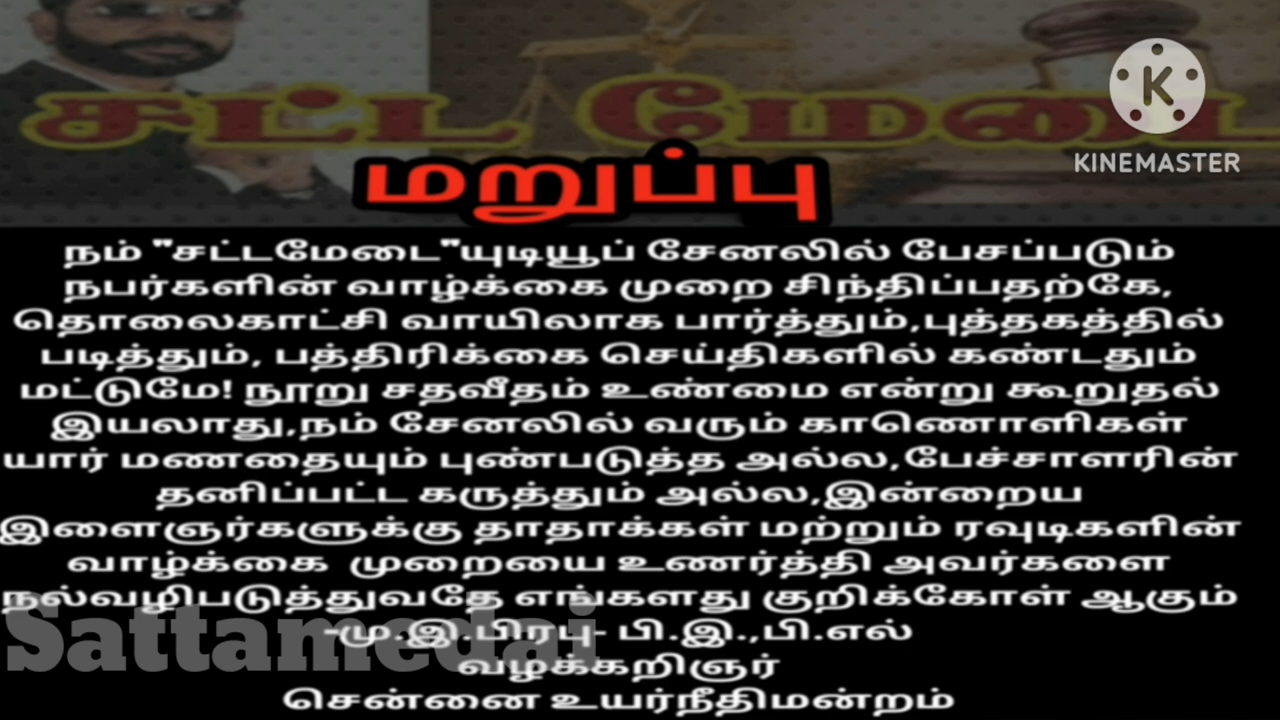 சட்ட மேடை
KINEMASTER
மறுப்பு
நம் "சட்டமேடை"யுடியூப் சேனலில் பேசப்படும்
நபர்களின் வாழ்க்கை முறை சிந்திப்பதற்கே,
தொலைகாட்சி வாயிலாக பார்த்தும்,புத்தகத்தில்
படித்தும், பத்திரிக்கை செய்திகளில் கண்டதும்
மட்டுமே! நூறு சதவீதம் உண்மை என்று கூறுதல்
இயலாது,நம் சேனலில் வரும் காணொளிகள்
யார் மணதையும் புண்படுத்த அல்ல,பேச்சாளரின்
தனிப்பட்ட கருத்தும் அல்ல,இன்றைய
இளைஞர்களுக்கு தாதாக்கள் மற்றும் ரவுடிகளின்
வாழ்க்கை முறையை உணர்த்தி அவர்களை
நல்வழிபடுத்துவதே எங்களது குறிக்கோள் ஆகும்
Sattamedai
-மு.இ.பிரபு- பி.இ.,பி.எல்
வழக்கறிஞர்
சென்னை உயர்நீதிமன்றம்